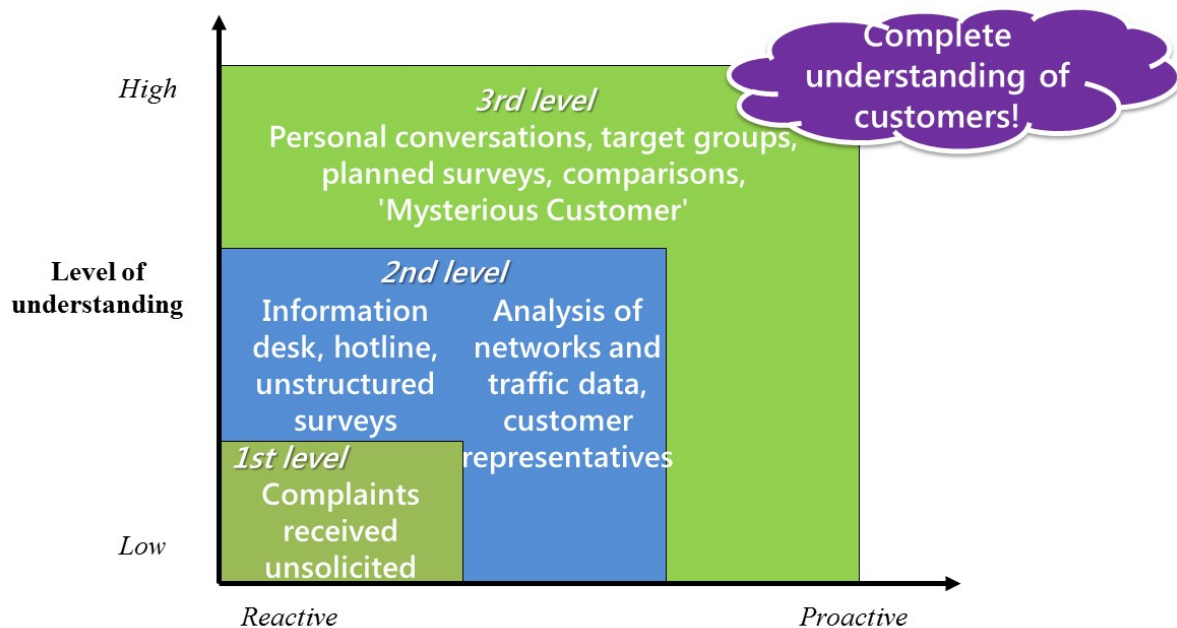 Complete
understanding of
customers!
High
3rd level
Personal conversations, target groups,
planned surveys, comparisons,
'Mysterious Customer'
Level of
understanding
2nd level
Information
desk, hotline,
unstructured
surveys
Analysis of
networks and
traffic data,
customer
representatives
1st level
Complaints
received
unsolicited
Low
Reactive
Proactive